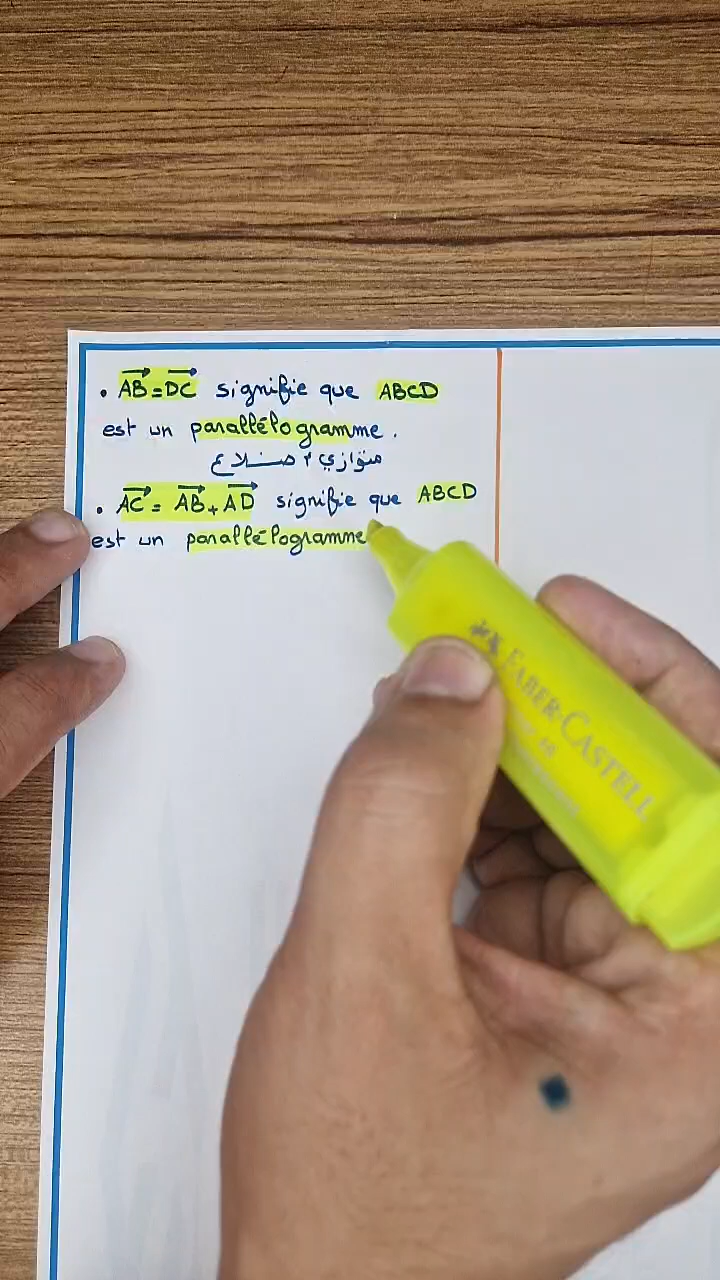 . AB=DC signifie que ABCD
est un parallélogramme .
متوازي أضلاع
. AC = AB+AD signifie que ABCD
est un parallélogramme
FABER-CASTELL